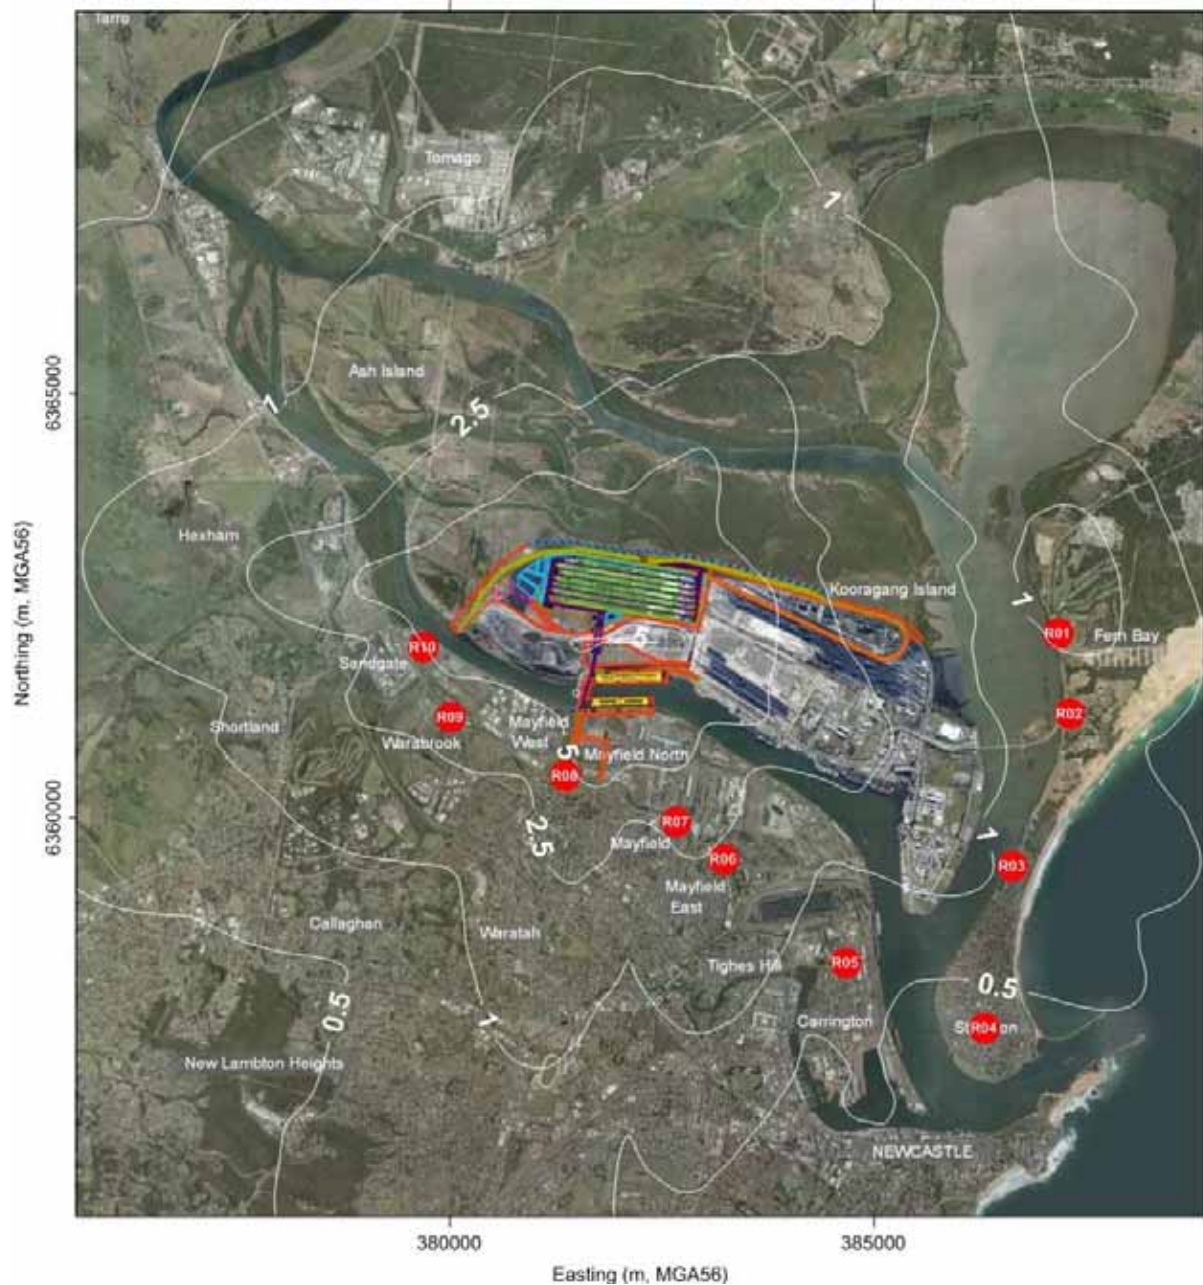 Tarro
Tomago
1
6365000
Ash Island
2.5
1
Hexham
Kooragang Island
1
R01
Fern Bay
R10
Sandgate
R02
Northing (m, MGA56)
Shortland
R09
Warabrook
Mayfield
West
5
Mayfield North
R08
6360000
R07
2.5
Mayfield
1
R06
R03
Mayfield
East
Callaghan
Waratah
R05
Tighes Hill
0.5
0.5
1
Carrington
R04
New Lambton Heights
NEWCASTLE
380000
385000
Easting (m, MGA56)